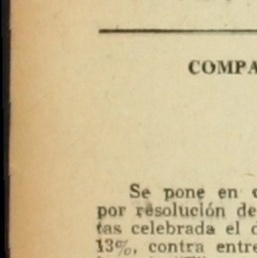 COMPA
Se pone en
por resolución de
tas celebrada el
13%, contra entre